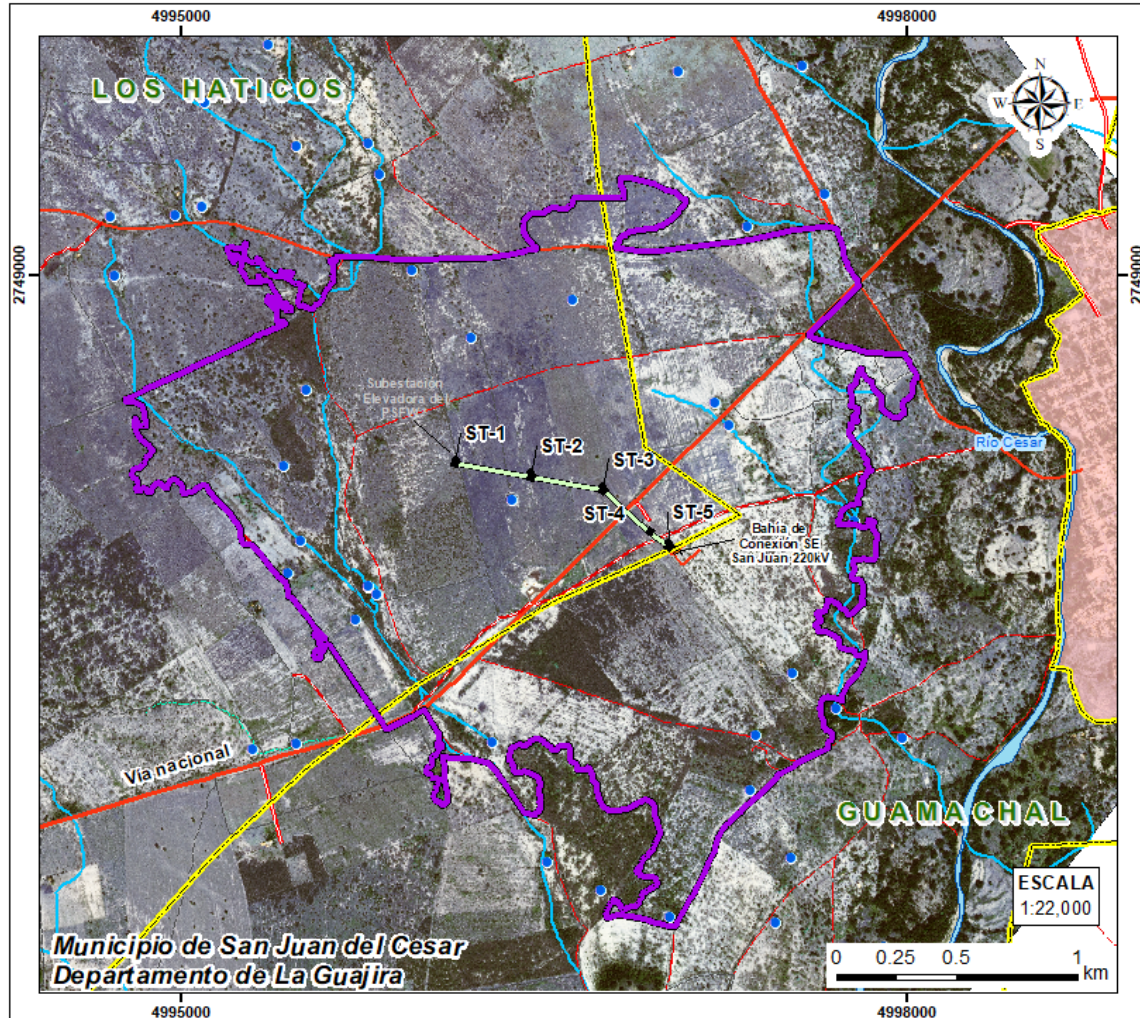 4995000
4998000
LOS HATICOS
N
W
E
S
2749000
2749000
Subestación
Elevadora del
PSFV
ST-1
ST-2
ST-3
ST-4
ST-5
Río Cesar
Bahía de
Conexión SE
San Juan 220kV
Vía nacional
GUAMACHAL
ESCALA
1:22,000
Municipio de San Juan del Cesar
Departamento de La Guajira
0 0.25 0.5 1
km
4995000
4998000